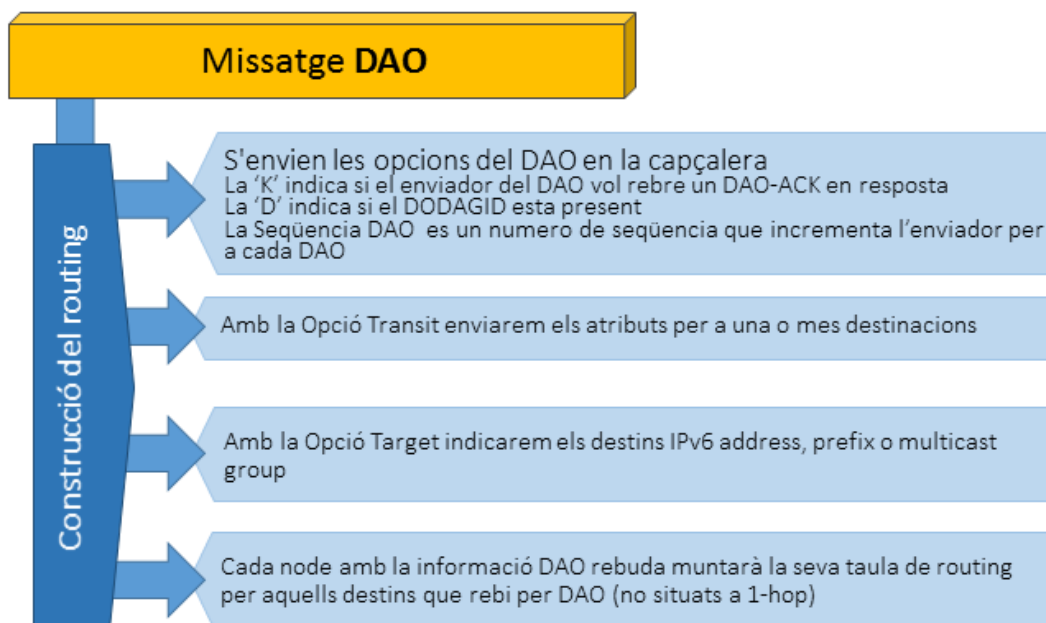 Missatge DAO
Construcció del routing
S'envien les opcions del DAO en la capçalera
La ‘K’ indica si el enviador del DAO vol rebre un DAO-ACK en resposta
La ‘D’ indica si el DODAGID esta present
La Seqüencia DAO es un numero de seqüencia que incrementa l’enviador per
a cada DAO
Amb la Opció Transit enviarem els atributs per a una o mes destinacions
Amb la Opció Target indicarem els destins IPv6 address, prefix o multicast
group
Cada node amb la informació DAO rebuda muntarà la seva taula de routing
per aquells destins que rebi per DAO (no situats a 1-hop)